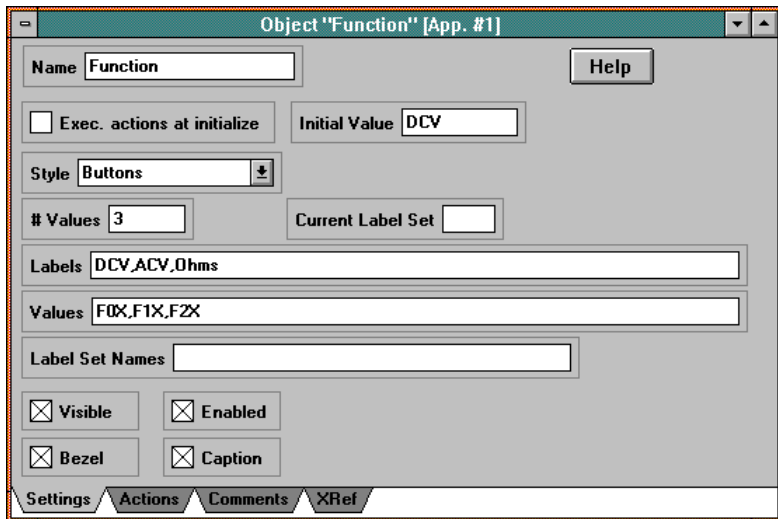 Object "Function" [App. #1]
Name Function Help
Exec. actions at initialize Initial Value DCV
Style Buttons
# Values 3 Current Label Set
Labels DCV,ACV,Ohms
Values F0X,F1X,F2X
Label Set Names
Visible Enabled
Bezel Caption
Settings Actions Comments XRef